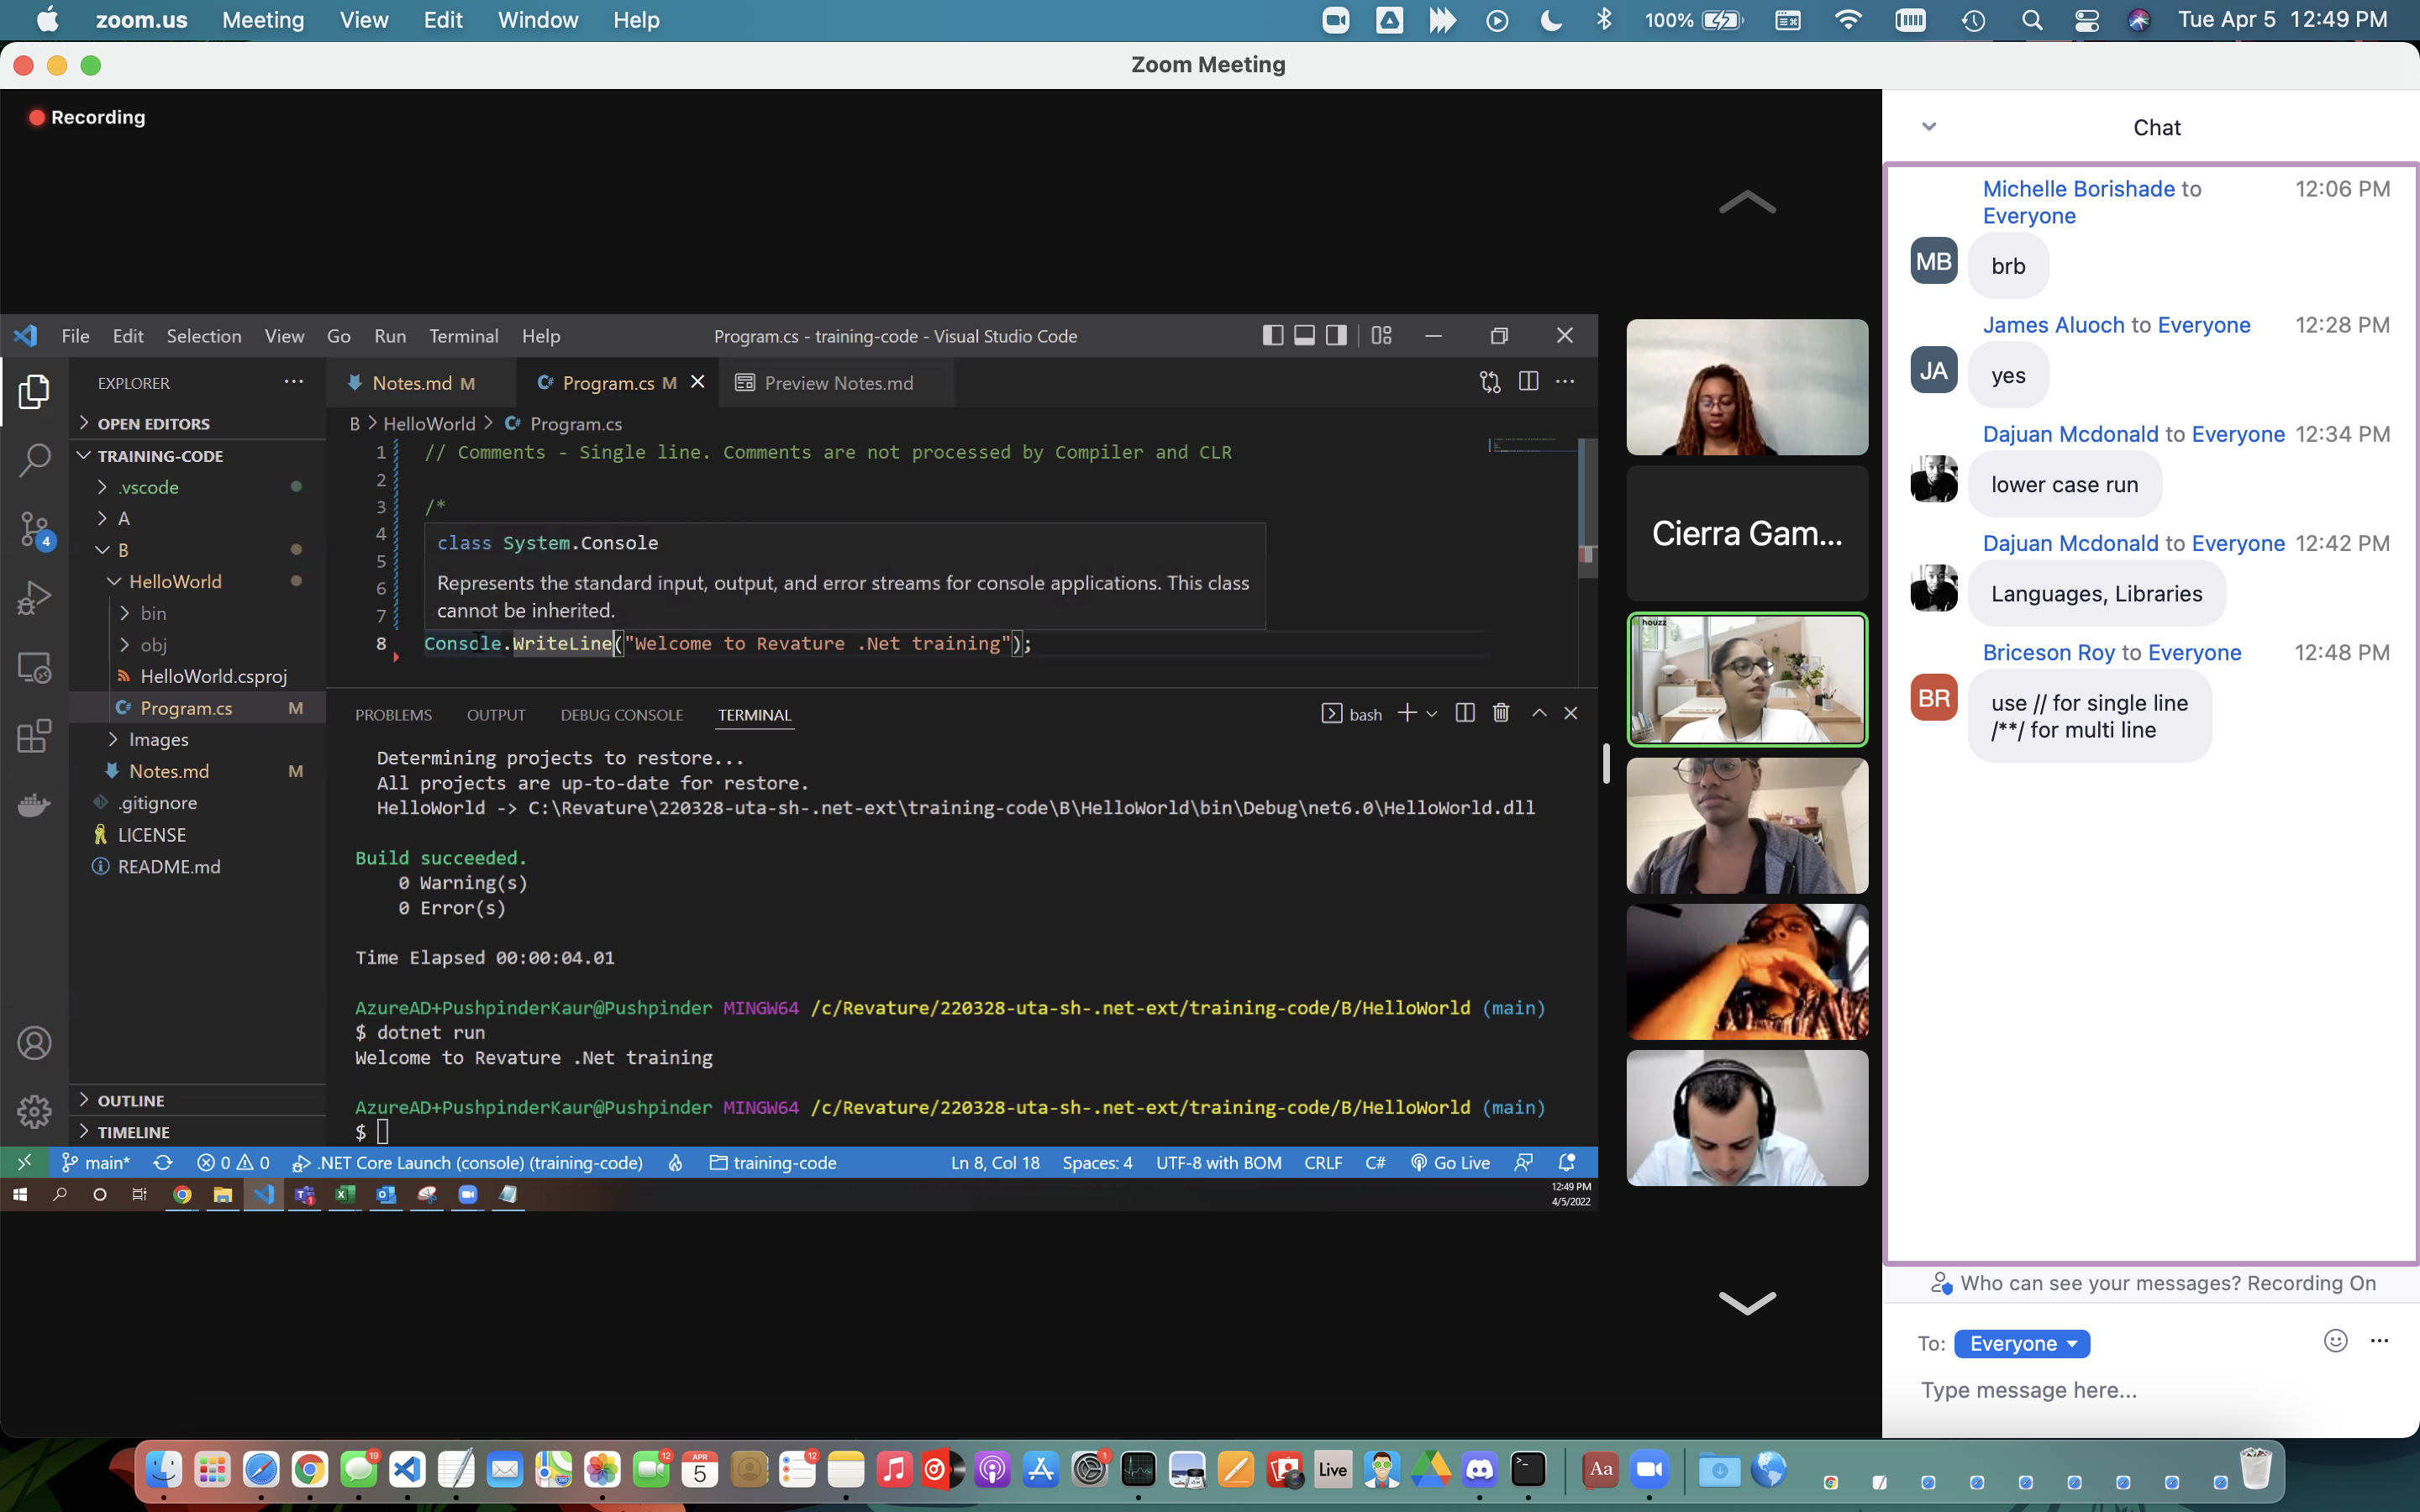 zoom.us Meeting View Edit Window Help 100% Tue Apr 5 12:49 PM
Zoom Meeting
Recording
File Edit Selection View Go Run Terminal Help Program.cs - training-code - Visual Studio Code
EXPLORER
OPEN EDITORS
TRAINING-CODE
.vscode
A
B
HelloWorld
bin
obj
HelloWorld.csproj
Program.cs M
Images
Notes.md M
.gitignore
LICENSE
README.md
OUTLINE
TIMELINE
4
Notes.md M Program.cs M Preview Notes.md
B > HelloWorld > Program.cs
1 // Comments - Single line. Comments are not processed by Compiler and CLR
2
3 /*
4
5
6
7
class System.Console
Represents the standard input, output, and error streams for console applications. This class
cannot be inherited.
8 Console.WriteLine("Welcome to Revature .Net training");
PROBLEMS OUTPUT DEBUG CONSOLE TERMINAL bash
Determining projects to restore...
All projects are up-to-date for restore.
HelloWorld -> C:\Revature\220328-uta-sh-.net-ext\training-code\B\HelloWorld\bin\Debug\net6.0\HelloWorld.dll
Build succeeded.
0 Warning(s)
0 Error(s)
Time Elapsed 00:00:04.01
AzureAD+PushpinderKaur@Pushpinder MINGW64 /c/Revature/220328-uta-sh-.net-ext/training-code/B/HelloWorld (main)
$ dotnet run
Welcome to Revature .Net training
AzureAD+PushpinderKaur@Pushpinder MINGW64 /c/Revature/220328-uta-sh-.net-ext/training-code/B/HelloWorld (main)
$
main* 0 0 .NET Core Launch (console) (training-code) training-code Ln 8, Col 18 Spaces: 4 UTF-8 with BOM CRLF C# Go Live
12:49 PM
4/5/2022
Cierra Gam...
houzz
Chat
Michelle Borishade to 12:06 PM
Everyone
MB
brb
James Aluoch to Everyone 12:28 PM
JA
yes
Dajuan Mcdonald to Everyone 12:34 PM
lower case run
Dajuan Mcdonald to Everyone 12:42 PM
Languages, Libraries
Briceson Roy to Everyone 12:48 PM
BR
use // for single line
/**/ for multi line
Who can see your messages? Recording On
To: Everyone
Type message here...
19
12
APR
5
12
1
Live
Aa